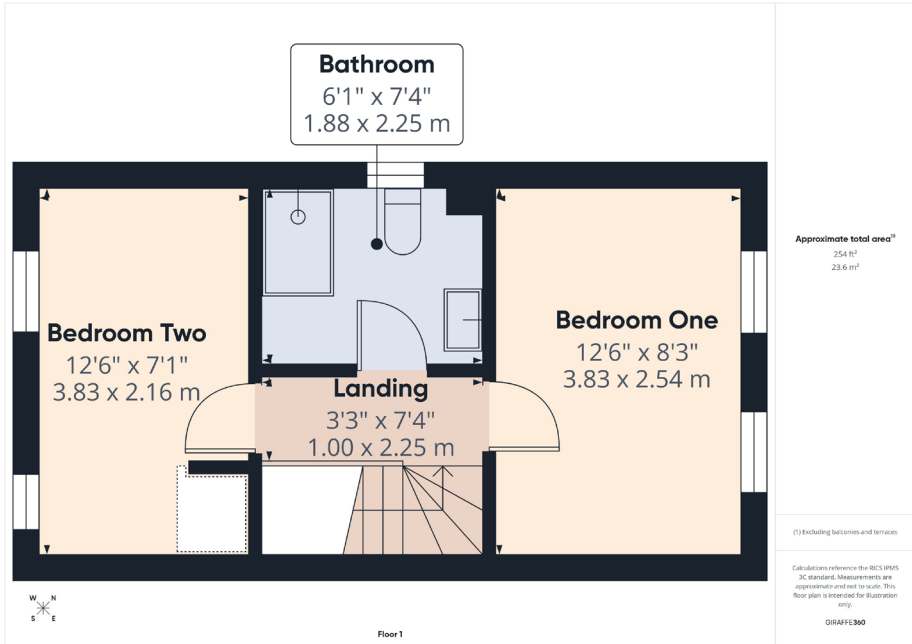 Bathroom
6'1" x 7'4"
1.88 x 2.25 m
Bedroom Two
12'6" x 7'1"
3.83 x 2.16 m
Landing
3'3" x 7'4"
1.00 x 2.25 m
Bedroom One
12'6" x 8'3"
3.83 x 2.54 m
W N
S E
Floor 1
Approximate total area⁽¹⁾
254 ft²
23.6 m²
(1) Excluding balconies and terraces
Calculations reference the RICS IPMS
3C standard. Measurements are
approximate and not to scale. This
floor plan is intended for illustration
only.
GIRAFFE360